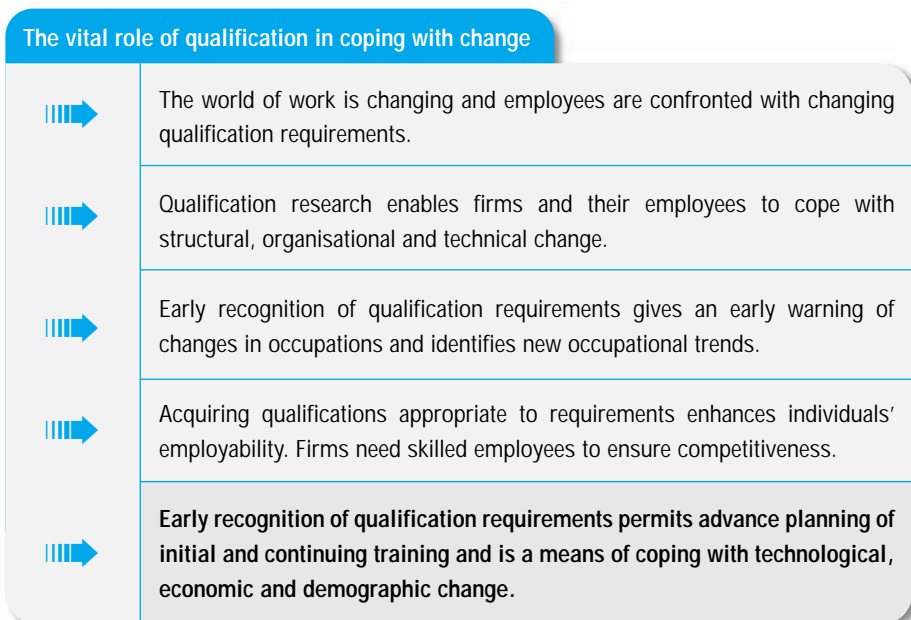 The vital role of qualification in coping with change
The world of work is changing and employees are confronted with changing
qualification requirements.
Qualification research enables firms and their employees to cope with
structural, organisational and technical change.
Early recognition of qualification requirements gives an early warning of
changes in occupations and identifies new occupational trends.
Acquiring qualifications appropriate to requirements enhances individuals’
employability. Firms need skilled employees to ensure competitiveness.
Early recognition of qualification requirements permits advance planning of
initial and continuing training and is a means of coping with technological,
economic and demographic change.